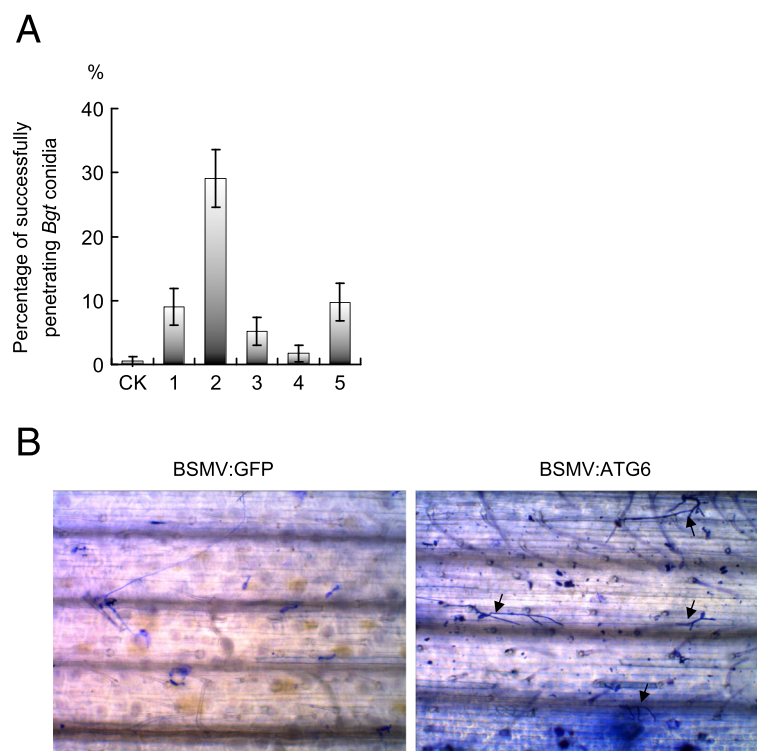 A
%
Percentage of successfully
penetrating Bgt conidia
40
30
20
10
0
CK 1 2 3 4 5
B
BSMV:GFP BSMV:ATG6